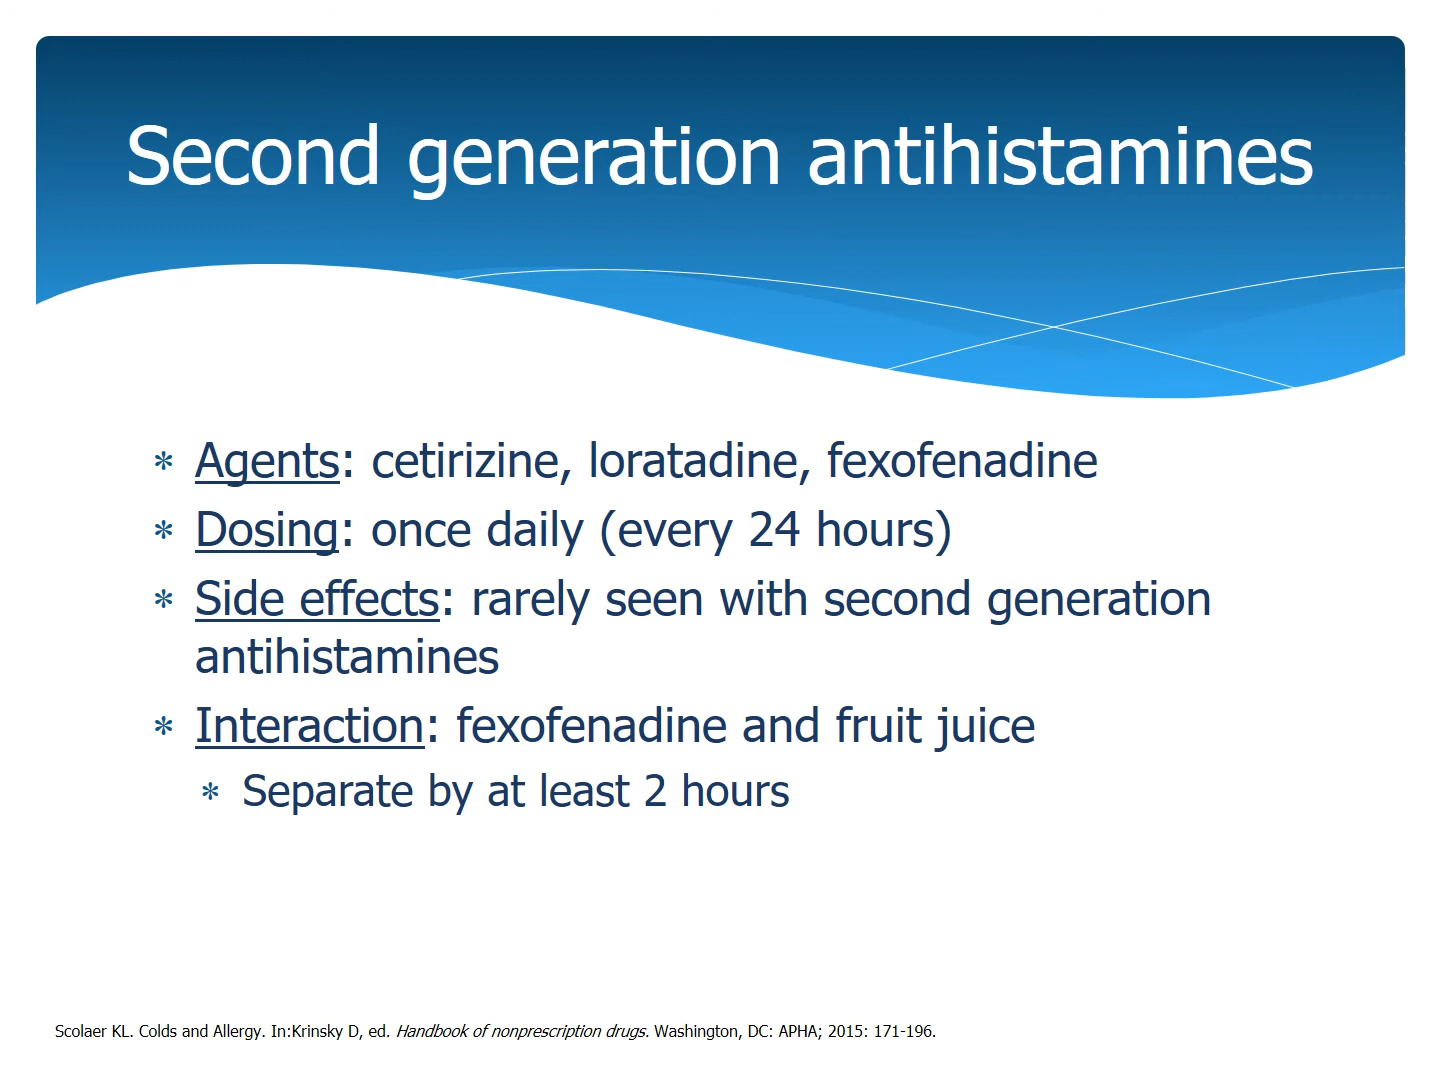 Second generation antihistamines
* Agents: cetirizine, loratadine, fexofenadine
* Dosing: once daily (every 24 hours)
* Side effects: rarely seen with second generation
antihistamines
* Interaction: fexofenadine and fruit juice
* Separate by at least 2 hours
Scolaer KL. Colds and Allergy. In:Krinsky D, ed. Handbook of nonprescription drugs. Washington, DC: APHA; 2015: 171-196.